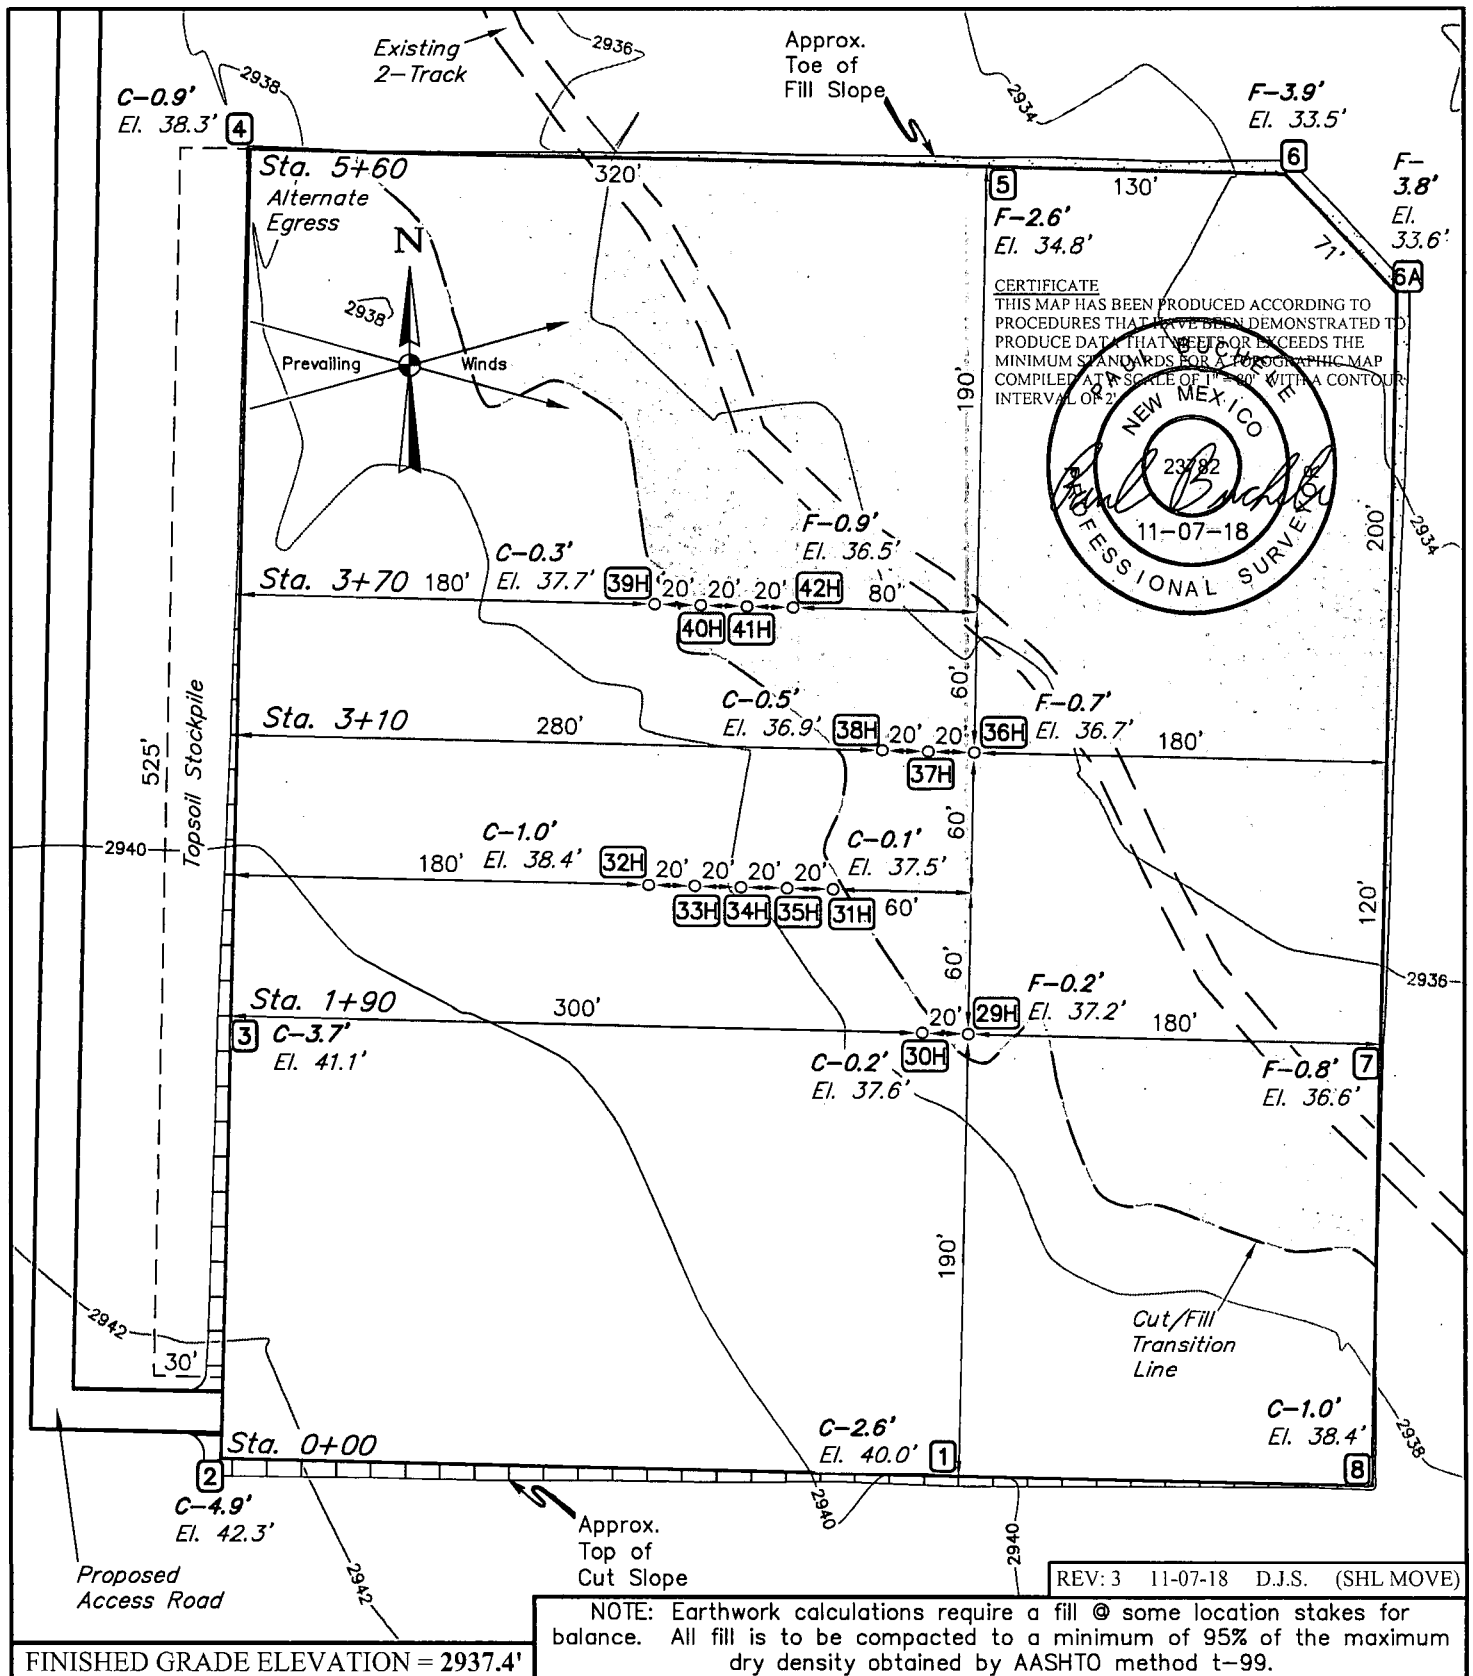 Existing
2-Track
2936
Approx.
Toe of
Fill Slope
2938
2934
C-0.9'
El. 38.3'
4
F-3.9'
El. 33.5'
6
F-
3.8'
El.
33.6'
6A
Sta. 5+60
Alternate
Egress
320'
5
130'
F-2.6'
El. 34.8'
71'
N
2938
Prevailing Winds
CERTIFICATE
THIS MAP HAS BEEN PRODUCED ACCORDING TO
PROCEDURES THAT HAVE BEEN DEMONSTRATED TO
PRODUCE DATA THAT MEETS OR EXCEEDS THE
MINIMUM STANDARDS FOR A TOPOGRAPHIC MAP
COMPILED AT A SCALE OF 1" = 80' WITH A CONTOUR
INTERVAL OF 2'
PAUL BUCHELE
NEW MEXICO
23782
11-07-18
PROFESSIONAL SURVEYOR
190'
200'
2934
C-0.3'
El. 37.7'
F-0.9'
El. 36.5'
Sta. 3+70
180'
39H
20'
20'
20'
42H
80'
40H
41H
60'
525'
Topsoil Stockpile
C-0.5'
El. 36.9'
F-0.7'
El. 36.7'
Sta. 3+10
280'
38H
20'
20'
36H
180'
37H
60'
2940
C-1.0'
El. 38.4'
C-0.1'
El. 37.5'
180'
32H
20'
20'
20'
20'
33H
34H
35H
31H
60'
120'
60'
2936
Sta. 1+90
300'
F-0.2'
El. 37.2'
20'
29H
180'
3
C-3.7'
El. 41.1'
30H
C-0.2'
El. 37.6'
F-0.8'
El. 36.6'
7
190'
2942
Cut/Fill
Transition
Line
30'
C-2.6'
El. 40.0'
1
C-1.0'
El. 38.4'
8
2938
Sta. 0+00
2
C-4.9'
El. 42.3'
2940
2940
Approx.
Top of
Cut Slope
2942
Proposed
Access Road
REV: 3 11-07-18 D.J.S. (SHL MOVE)
NOTE: Earthwork calculations require a fill @ some location stakes for
balance. All fill is to be compacted to a minimum of 95% of the maximum
dry density obtained by AASHTO method t-99.
FINISHED GRADE ELEVATION = 2937.4'